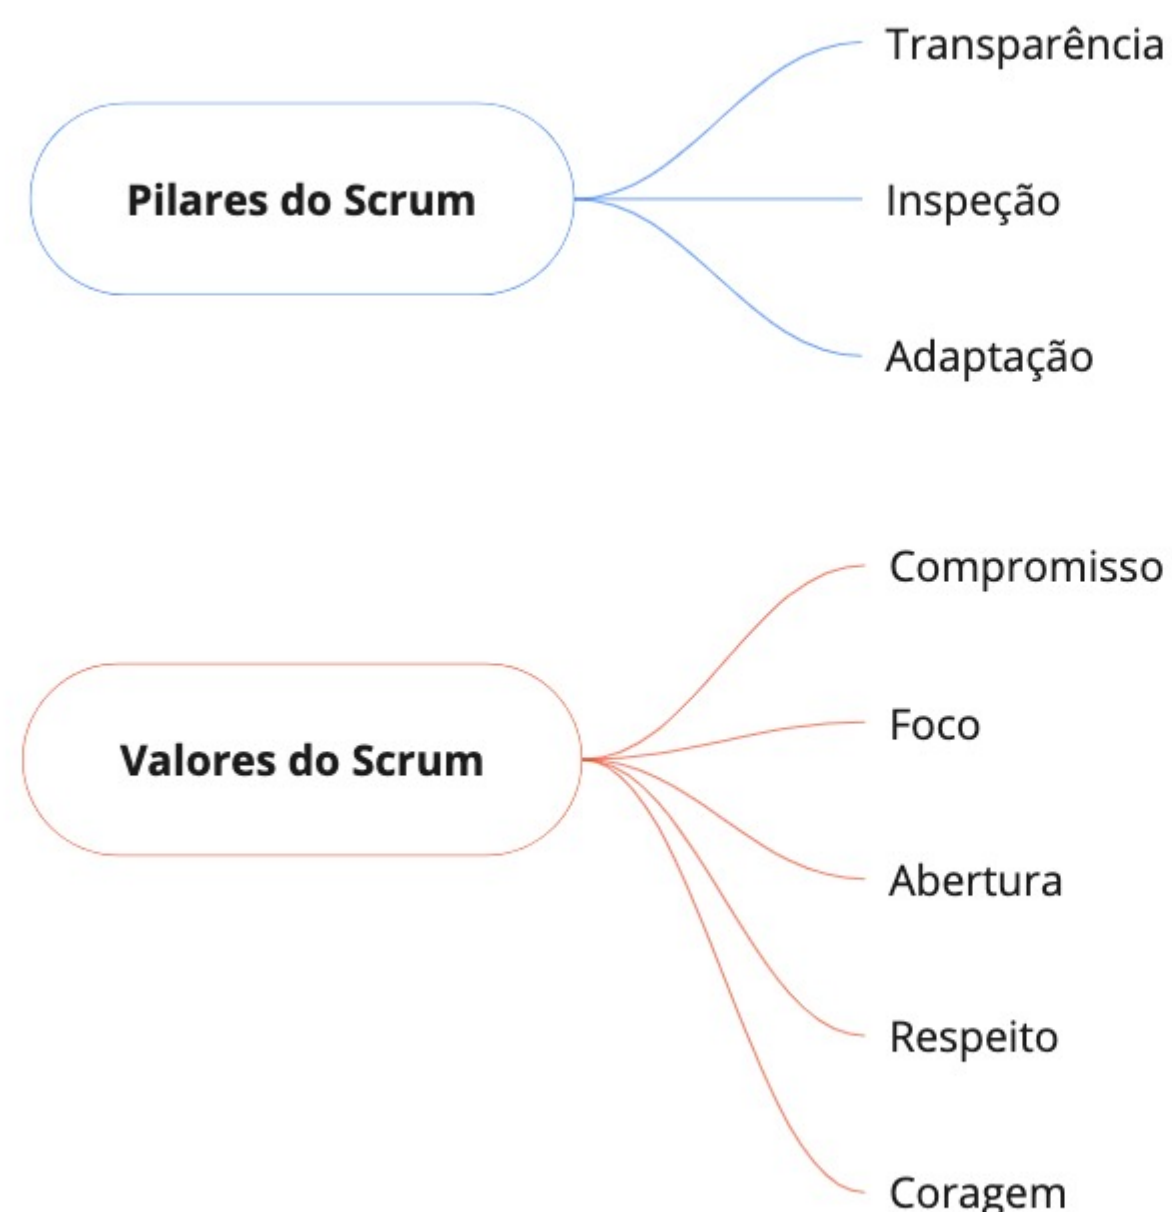 Pilares do Scrum
Transparência
Inspeção
Adaptação
Valores do Scrum
Compromisso
Foco
Abertura
Respeito
Coragem